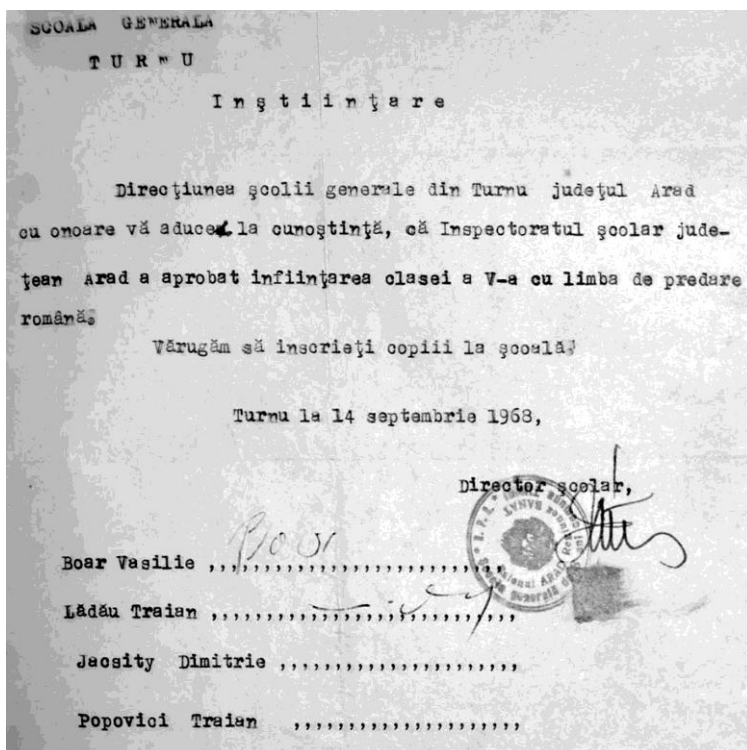 SCOALA GENERALA
TURNU
Inştiinţare
Direcţiunea şcolii generale din Turnu judeţul Arad
cu onoare vă aduce la cunoştinţă, că Inspectoratul şcolar jude-
ţean Arad a aprobat infiinţarea clasei a V-a cu limba de predare
română.
Vărugăm să inscrieţi copiii la şcoală!
Turnu la 14 septembrie 1968,
Director şcolar,
Boar
Boar Vasilie ,,,,,,,,,,,,,,,,,,,,,,,,,,
Lădău Traian ,,,,,,,,,,,,,,,,,,,,,,,,,,
Jacsity Dimitrie ,,,,,,,,,,,,,,,,,,,,,
Popovici Traian ,,,,,,,,,,,,,,,,,,,,